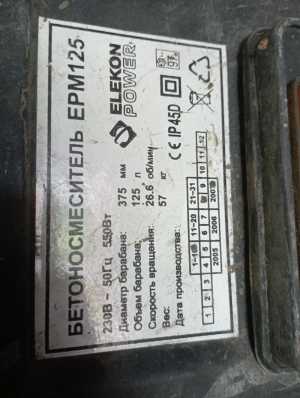 БЕТОНОСМЕСИТЕЛЬ EPM125
230В ~ 50Гц 550Вт
Диаметр барабана: 375 мм
Объем барабана: 125 л
Скорость вращения: 26.6 об/мин
Вес: 57 кг
Дата производства:
ELEKON
POWER
CE IP45D
1-10 11-20 21-31
1 2 3 4 5 6 7 9 10 11 12
2005 2006